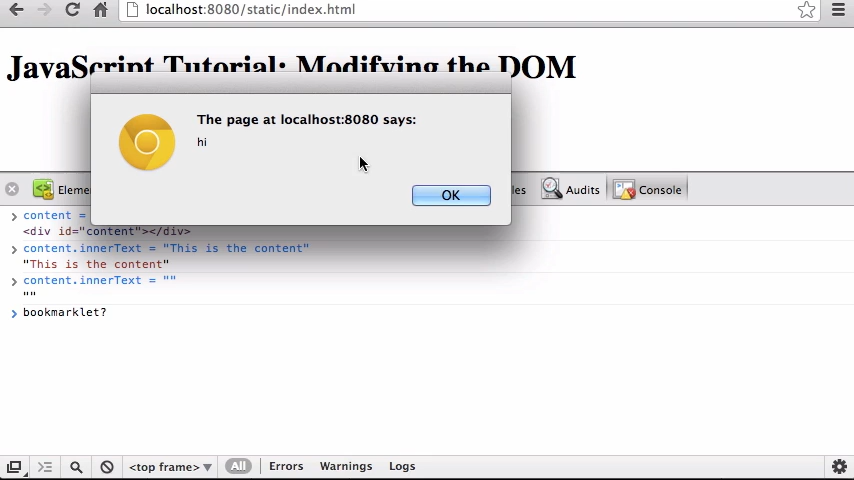 localhost:8080/static/index.html
JavaScript Tutorial: Modifying the DOM
The page at localhost:8080 says:
hi
OK
Audits
Console
content =
<div id="content"></div>
content.innerText = "This is the content"
"This is the content"
content.innerText = ""
""
bookmarklet?
<top frame>
All
Errors
Warnings
Logs